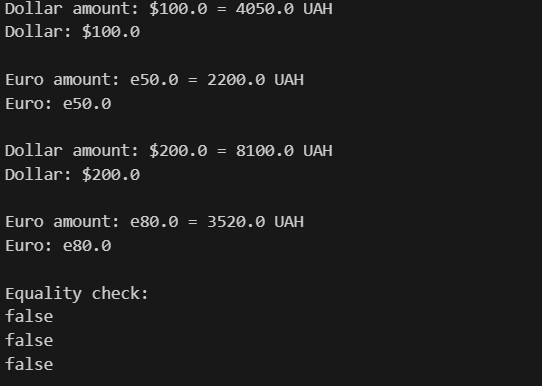 Dollar amount: $100.0 = 4050.0 UAH
Dollar: $100.0
Euro amount: e50.0 = 2200.0 UAH
Euro: e50.0
Dollar amount: $200.0 = 8100.0 UAH
Dollar: $200.0
Euro amount: e80.0 = 3520.0 UAH
Euro: e80.0
Equality check:
false
false
false